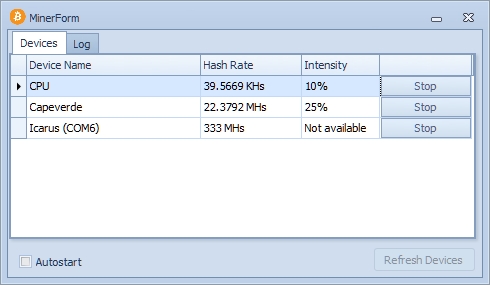 MinerForm
Devices Log
Device Name Hash Rate Intensity
CPU 39.5669 KHs 10% Stop
Capeverde 22.3792 MHs 25% Stop
Icarus (COM6) 333 MHs Not available Stop
Autostart Refresh Devices